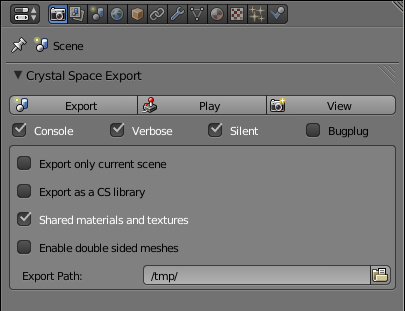 Scene
Crystal Space Export
Export Play View
Console Verbose Silent Bugplug
Export only current scene
Export as a CS library
Shared materials and textures
Enable double sided meshes
Export Path: /tmp/